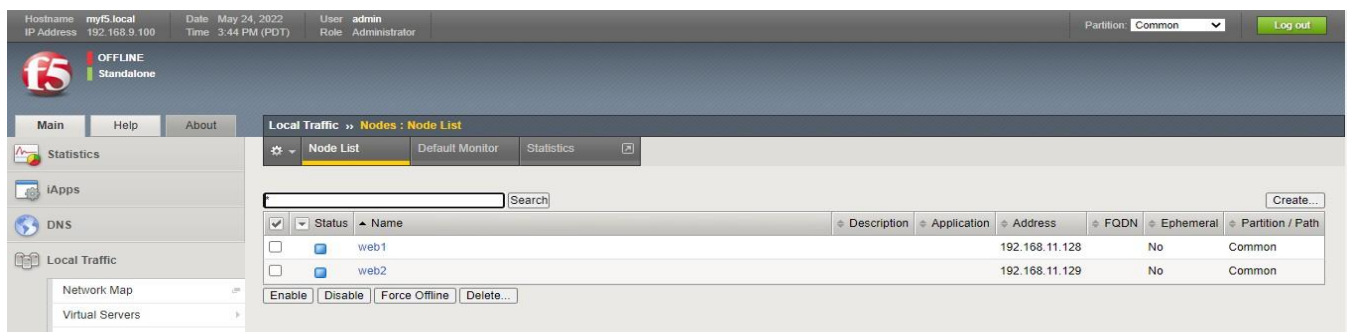 Hostname myf5.local Date May 24, 2022 User admin Partition: Common Log out
IP Address 192.168.9.100 Time 3:44 PM (PDT) Role Administrator
f5
OFFLINE
Standalone
Main Help About
Local Traffic ›› Nodes : Node List
Statistics
iApps
DNS
Local Traffic
Network Map
Virtual Servers
Node List Default Monitor Statistics
* Search Create...
Status Name Description Application Address FQDN Ephemeral Partition / Path
web1 192.168.11.128 No Common
web2 192.168.11.129 No Common
Enable Disable Force Offline Delete...